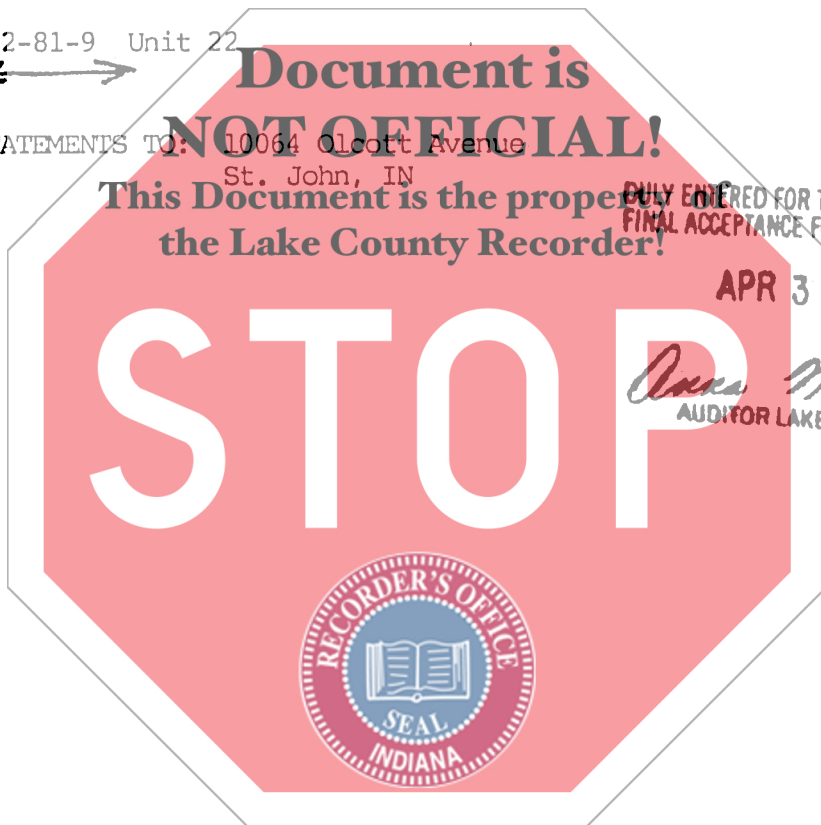 2-81-9 Unit 22
Document is
NOT OFFICIAL!
ATEMENTS TO: 10064 Olcott Avenue
St. John, IN
This Document is the property of
the Lake County Recorder!
DULY ENTERED FOR T
FINAL ACCEPTANCE F
APR 3
STOP
Anna M
AUDITOR LAKE
RECORDER'S OFFICE
SEAL
INDIANA